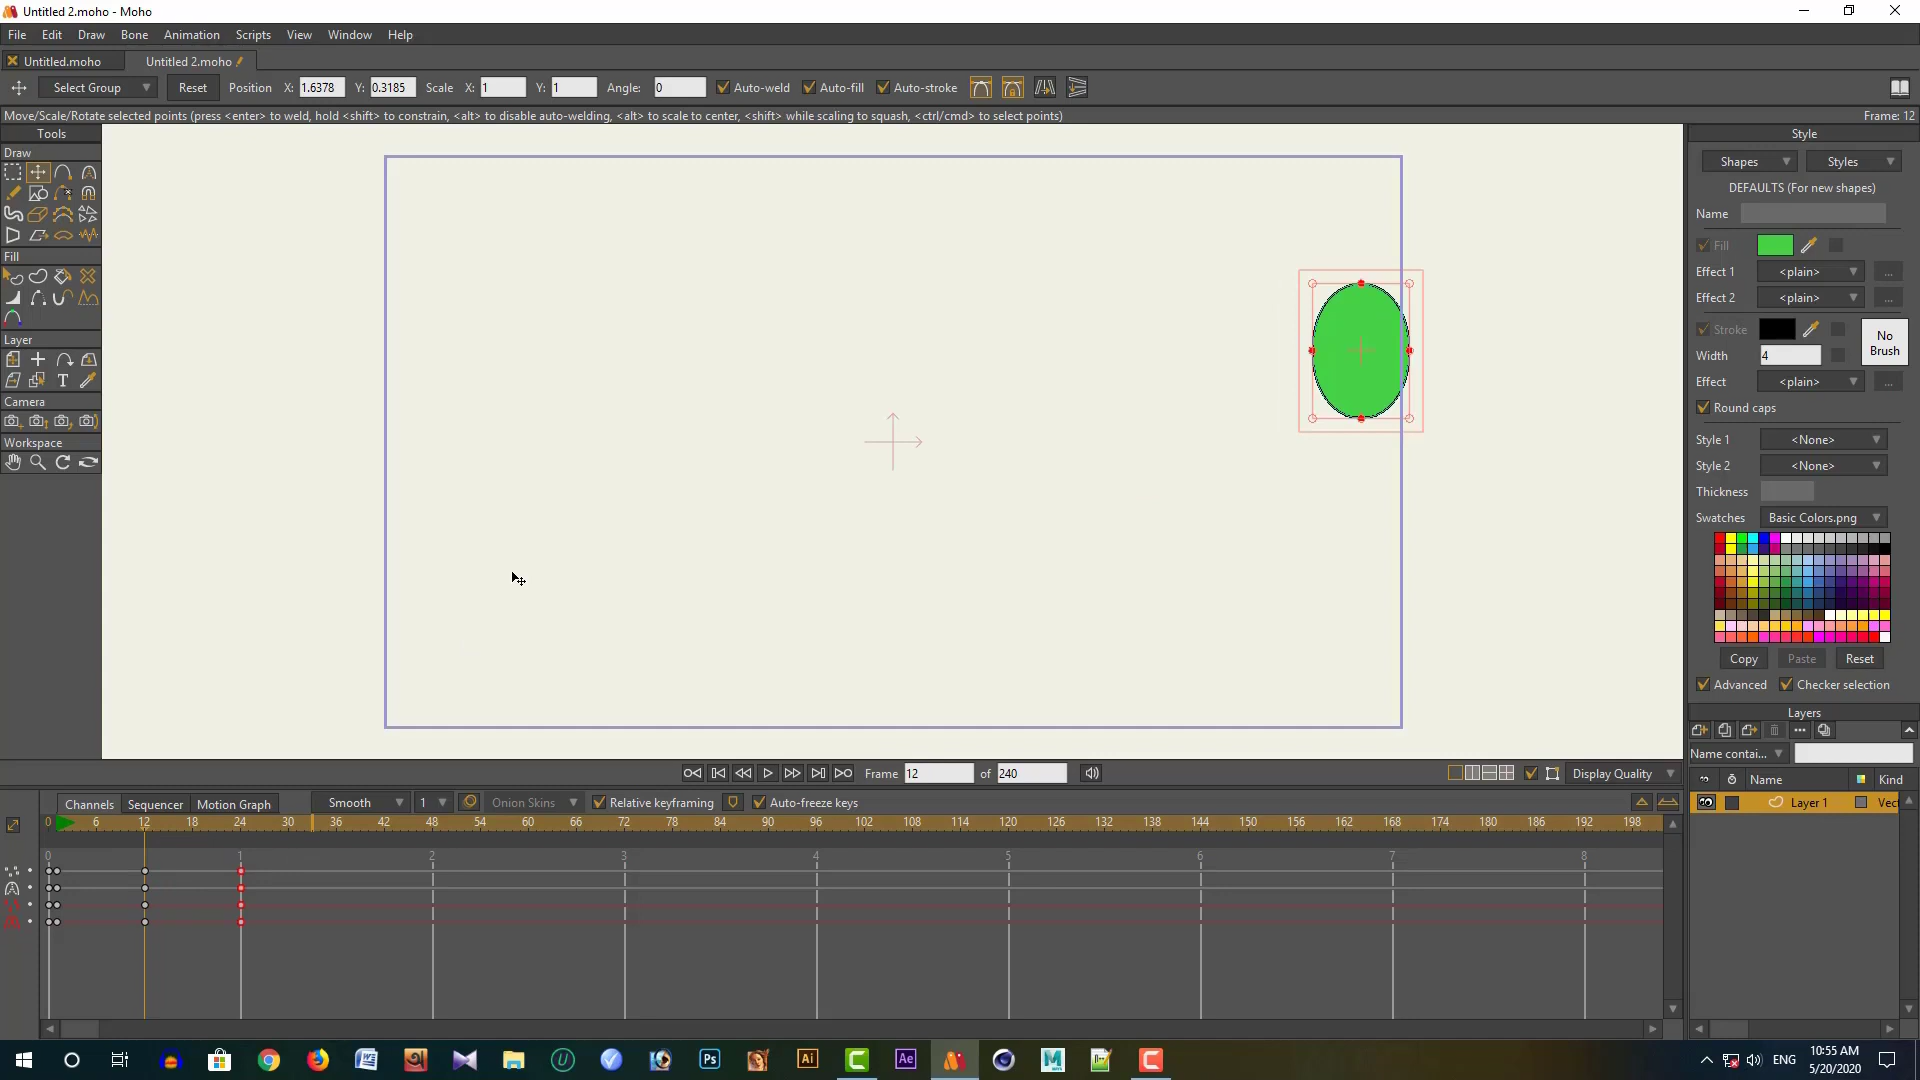 Untitled 2.moho - Moho
File Edit Draw Bone Animation Scripts View Window Help
Untitled.moho Untitled 2.moho
Select Group Reset Position X: 1.6378 Y: 0.3185 Scale X: 1 Y: 1 Angle: 0 Auto-weld Auto-fill Auto-stroke
Move/Scale/Rotate selected points (press <enter> to weld, hold <shift> to constrain, <alt> to disable auto-welding, <alt> to scale to center, <shift> while scaling to squash, <ctrl/cmd> to select points) Frame: 12
Tools
Draw
Fill
Layer
Camera
Workspace
Style
Shapes Styles
DEFAULTS (For new shapes)
Name
Fill
Effect 1 <plain> ...
Effect 2 <plain> ...
Stroke
No Brush
Width 4
Effect <plain> ...
Round caps
Style 1 <None>
Style 2 <None>
Thickness
Swatches Basic Colors.png
Copy Paste Reset
Advanced Checker selection
Layers
Name contai...
Name Kind
Layer 1 Vect
Frame 12 of 240 Display Quality
Channels Sequencer Motion Graph Smooth 1 Onion Skins Relative keyframing Auto-freeze keys
0 6 12 18 24 30 36 42 48 54 60 66 72 78 84 90 96 102 108 114 120 126 132 138 144 150 156 162 168 174 180 186 192 198
0 1 2 3 4 5 6 7 8
Ps Ai Ae
ENG
10:55 AM
5/20/2020